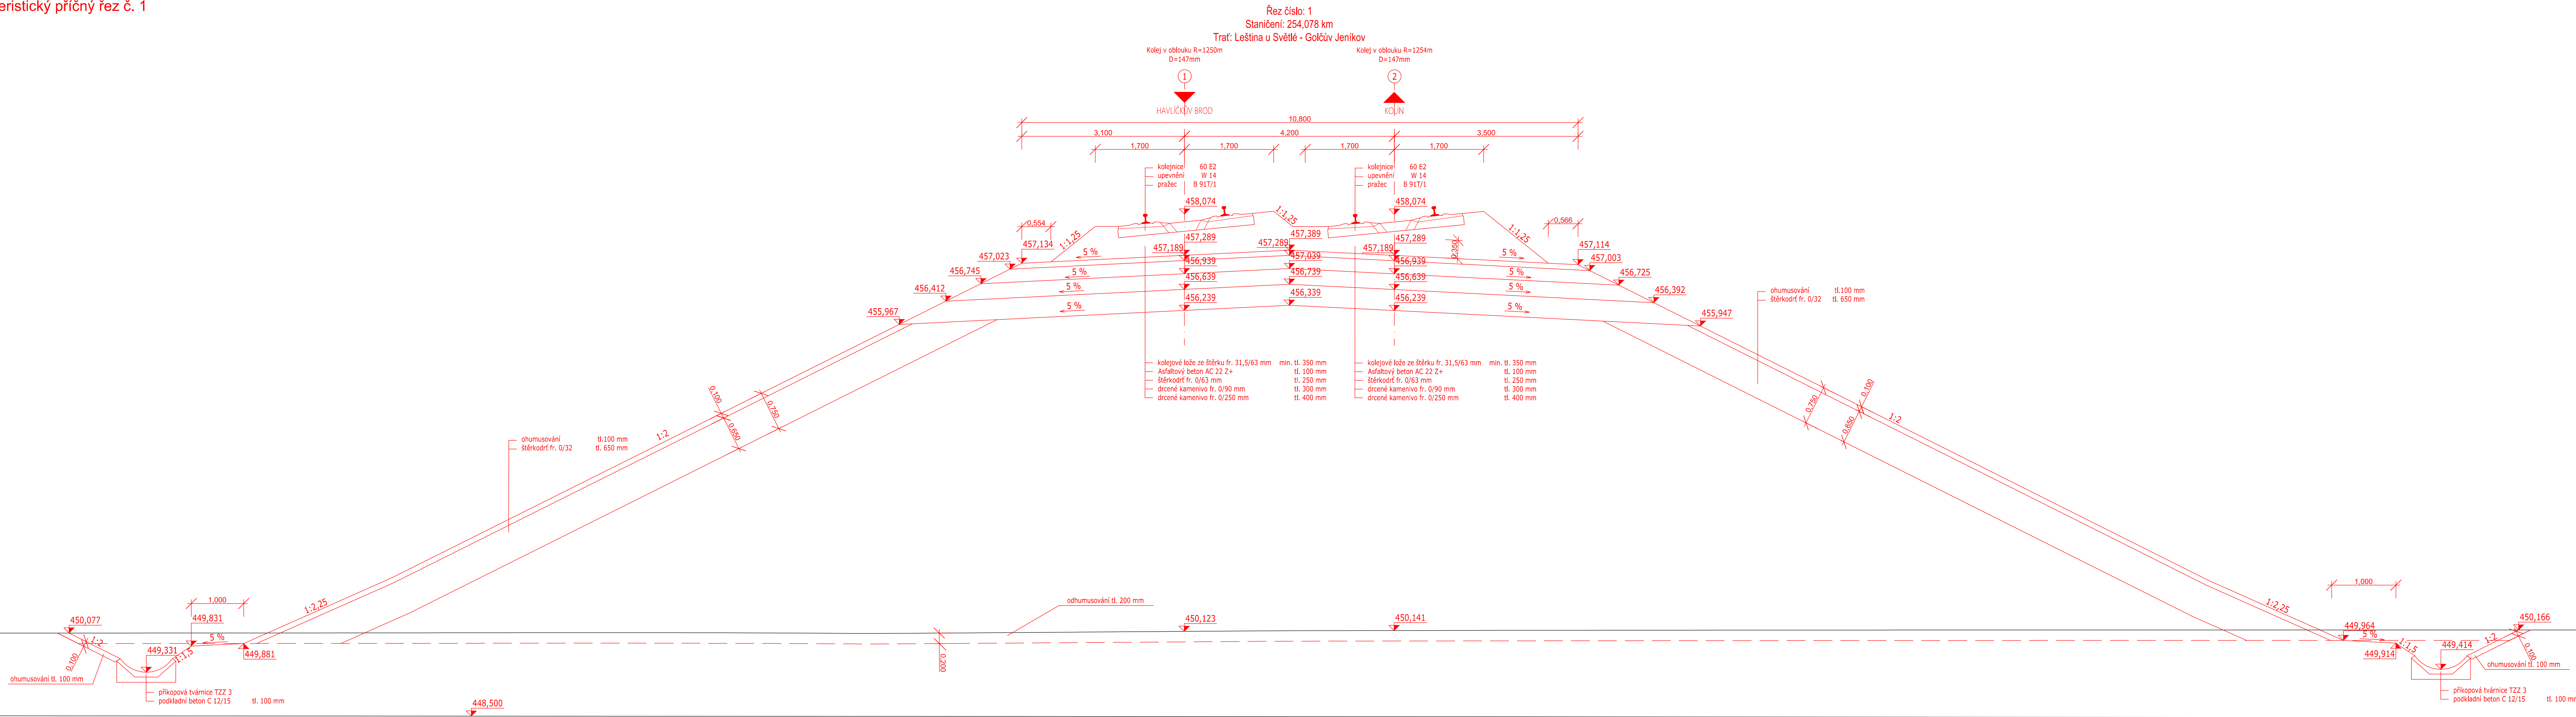 eristický příčný řez č. 1
Řez číslo: 1
Staničení: 254,078 km
Trať: Leština u Světlé - Golčův Jeníkov
Kolej v oblouku R=1250m
D=147mm
Kolej v oblouku R=1254m
D=147mm
1
2
HAVLÍČKŮV BROD
KOLÍN
10,800
3,100
4,200
3,500
1,700
1,700
1,700
1,700
kolejnice 60 E2
upevnění W 14
pražec B 91T/1
kolejnice 60 E2
upevnění W 14
pražec B 91T/1
458,074
458,074
0,554
1:1,25
1:1,25
1:1,25
0,566
457,134
457,289
457,389
457,289
0,350
457,114
457,023
5 %
457,189
457,289
457,189
5 %
457,003
456,745
5 %
456,939
457,039
456,939
5 %
456,725
456,412
5 %
456,639
456,739
456,639
5 %
456,392
455,967
5 %
456,239
456,339
456,239
5 %
455,947
ohumusování tl.100 mm
štěrkodrť fr. 0/32 tl. 650 mm
kolejové lože ze štěrku fr. 31,5/63 mm min. tl. 350 mm
Asfaltový beton AC 22 Z+ tl. 100 mm
štěrkodrť fr. 0/63 mm tl. 250 mm
drcené kamenivo fr. 0/90 mm tl. 300 mm
drcené kamenivo fr. 0/250 mm tl. 400 mm
kolejové lože ze štěrku fr. 31,5/63 mm min. tl. 350 mm
Asfaltový beton AC 22 Z+ tl. 100 mm
štěrkodrť fr. 0/63 mm tl. 250 mm
drcené kamenivo fr. 0/90 mm tl. 300 mm
drcené kamenivo fr. 0/250 mm tl. 400 mm
0,100
0,750
0,650
1:2
0,750
0,100
0,650
1:2
ohumusování tl.100 mm
štěrkodrť fr. 0/32 tl. 650 mm
1:2,25
1:2,25
1,000
1,000
odhumusování tl. 200 mm
450,077
449,831
450,123
450,141
449,964
450,166
1:2
5 %
5 %
1:2
0,100
449,331
1:1,5
449,881
0,200
449,914
1:1,5
449,414
0,100
ohumusování tl. 100 mm
ohumusování tl. 100 mm
příkopová tvárnice TZZ 3
podkladní beton C 12/15 tl. 100 mm
příkopová tvárnice TZZ 3
podkladní beton C 12/15 tl. 100 mm
448,500